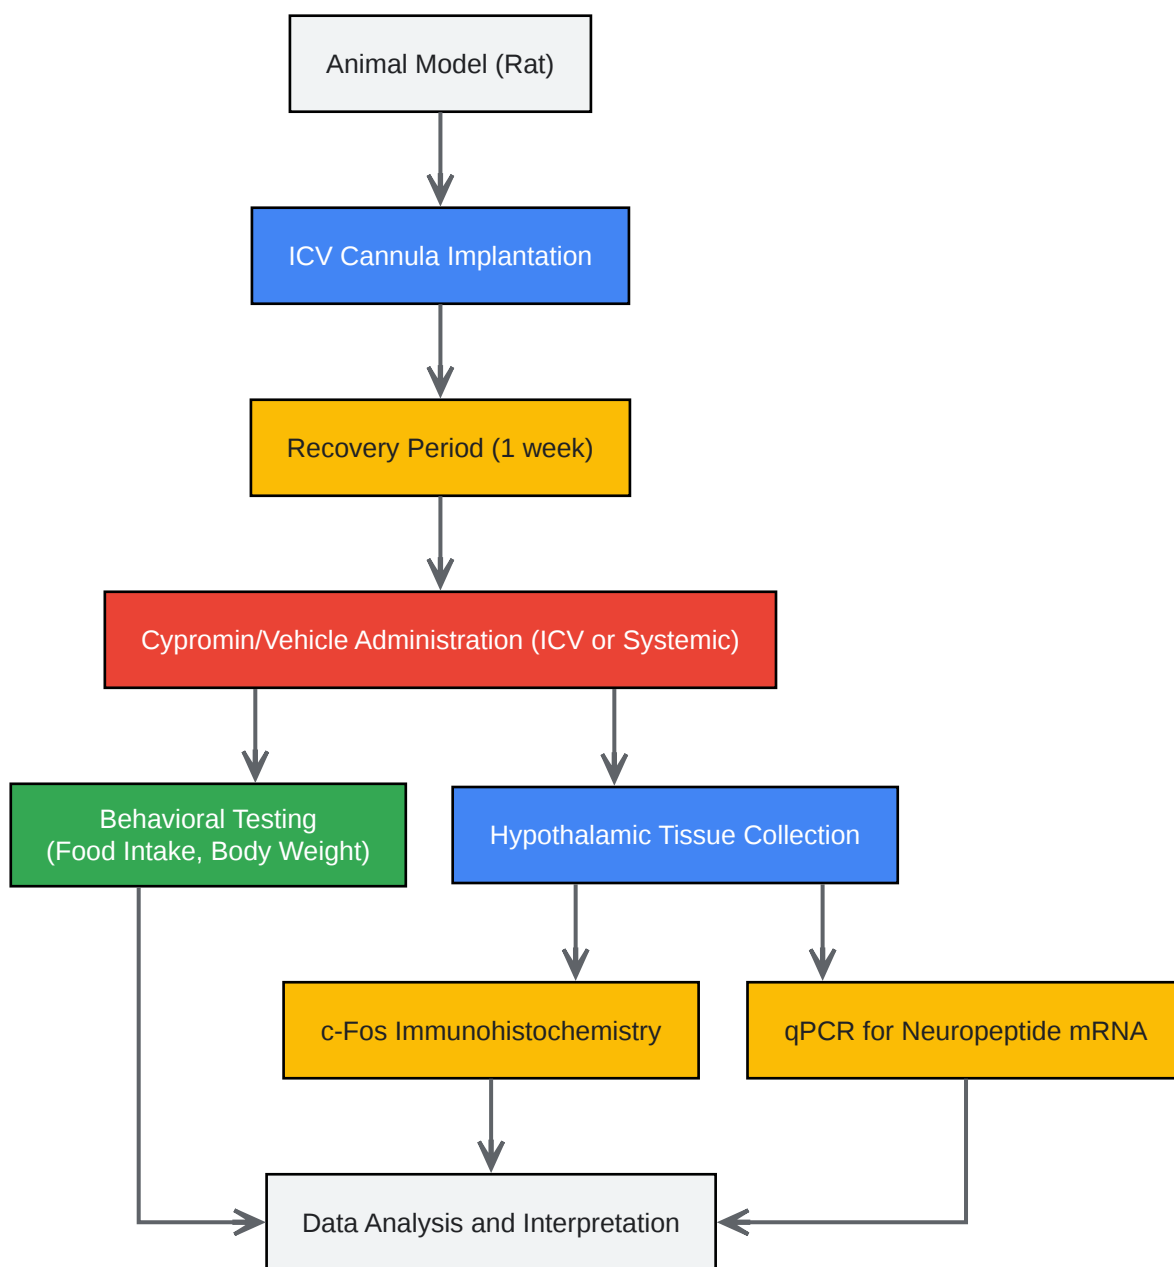 Animal Model (Rat)
ICV Cannula Implantation
Recovery Period (1 week)
Cypromin/Vehicle Administration (ICV or Systemic)
Behavioral Testing
(Food Intake, Body Weight)
Hypothalamic Tissue Collection
c-Fos Immunohistochemistry
qPCR for Neuropeptide mRNA
Data Analysis and Interpretation